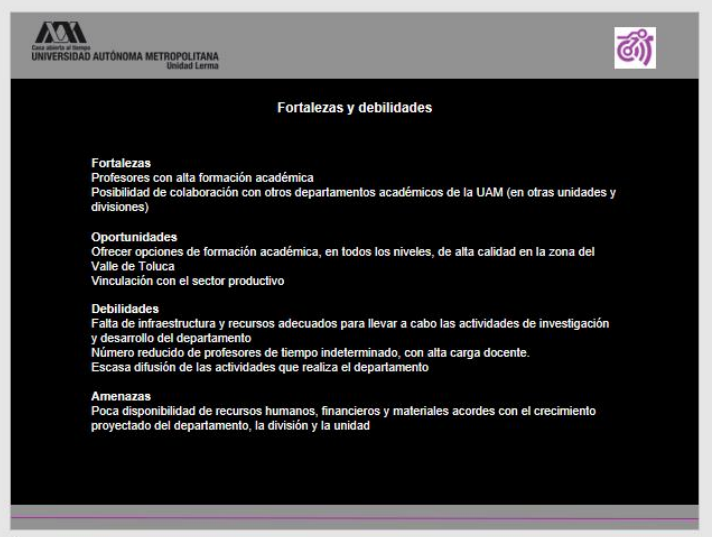 Casa abierta al tiempo
UNIVERSIDAD AUTÓNOMA METROPOLITANA
Unidad Lerma
Fortalezas y debilidades
Fortalezas
Profesores con alta formación académica
Posibilidad de colaboración con otros departamentos académicos de la UAM (en otras unidades y
divisiones)
Oportunidades
Ofrecer opciones de formación académica, en todos los niveles, de alta calidad en la zona del
Valle de Toluca
Vinculación con el sector productivo
Debilidades
Falta de infraestructura y recursos adecuados para llevar a cabo las actividades de investigación
y desarrollo del departamento
Número reducido de profesores de tiempo indeterminado, con alta carga docente.
Escasa difusión de las actividades que realiza el departamento
Amenazas
Poca disponibilidad de recursos humanos, financieros y materiales acordes con el crecimiento
proyectado del departamento, la división y la unidad